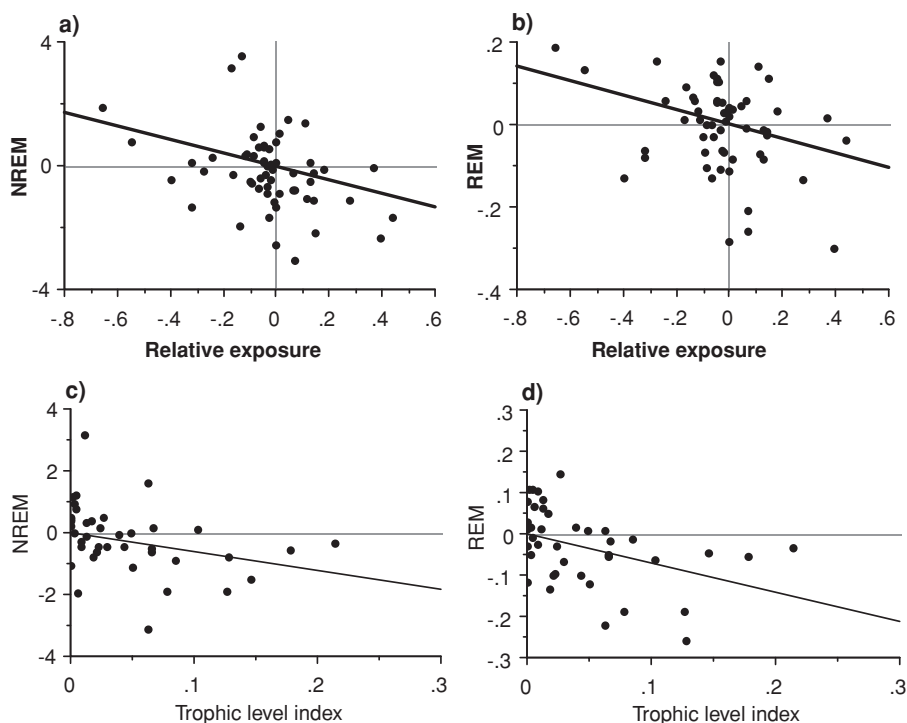 a)
NREM
4
0
-4
-.8 -.6 -.4 -.2 0 .2 .4 .6
Relative exposure
b)
REM
.2
0
-.2
-.4
-.8 -.6 -.4 -.2 0 .2 .4 .6
Relative exposure
c)
NREM
4
2
0
-2
-4
0 .1 .2 .3
Trophic level index
d)
REM
.3
.2
.1
0
-.1
-.2
-.3
0 .1 .2 .3
Trophic level index